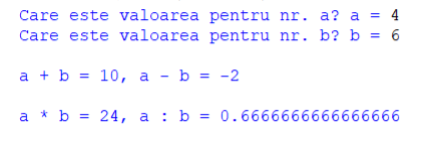 Care este valoarea pentru nr. a? a = 4
Care este valoarea pentru nr. b? b = 6
a + b = 10, a - b = -2
a * b = 24, a : b = 0.6666666666666666